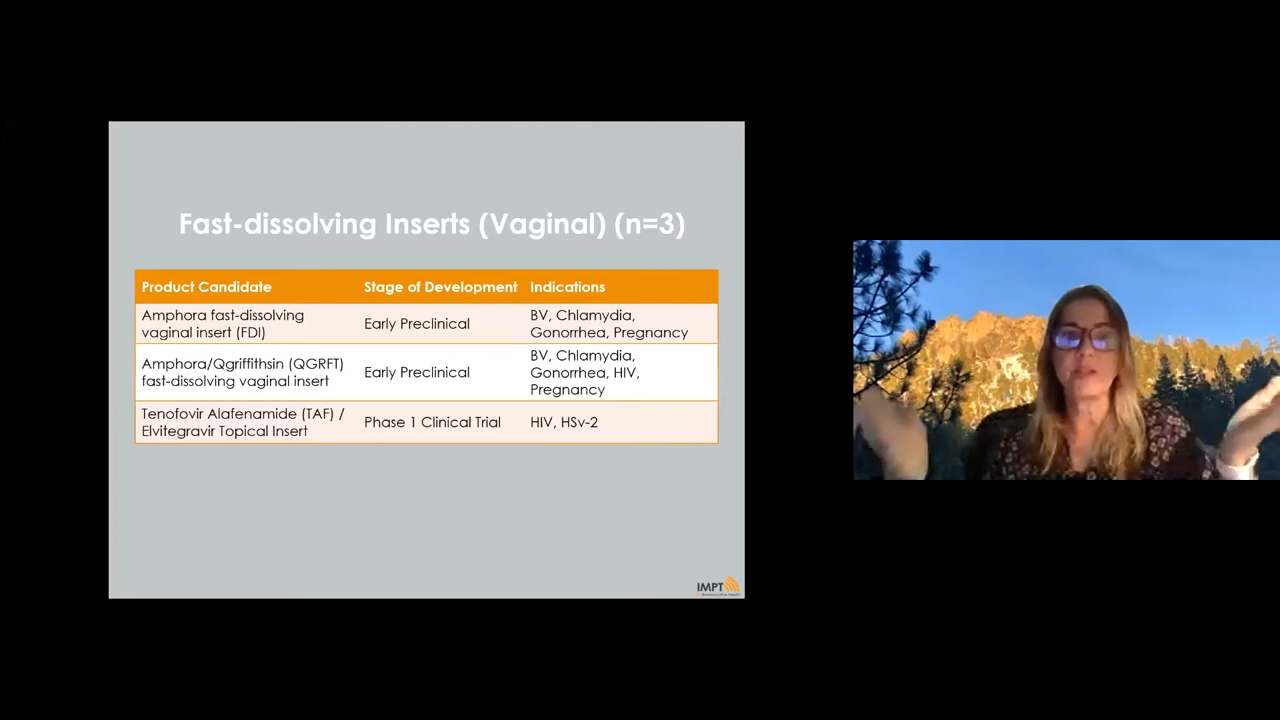 Fast-dissolving Inserts (Vaginal) (n=3)
Product Candidate
Stage of Development
Indications
Amphora fast-dissolving
vaginal insert (FDI)
Early Preclinical
BV, Chlamydia,
Gonorrhea, Pregnancy
Amphora/Qgriffithsin (QGRFT)
fast-dissolving vaginal insert
Early Preclinical
BV, Chlamydia,
Gonorrhea, HIV,
Pregnancy
Tenofovir Alafenamide (TAF) /
Elvitegravir Topical Insert
Phase 1 Clinical Trial
HIV, HSv-2
IMPT